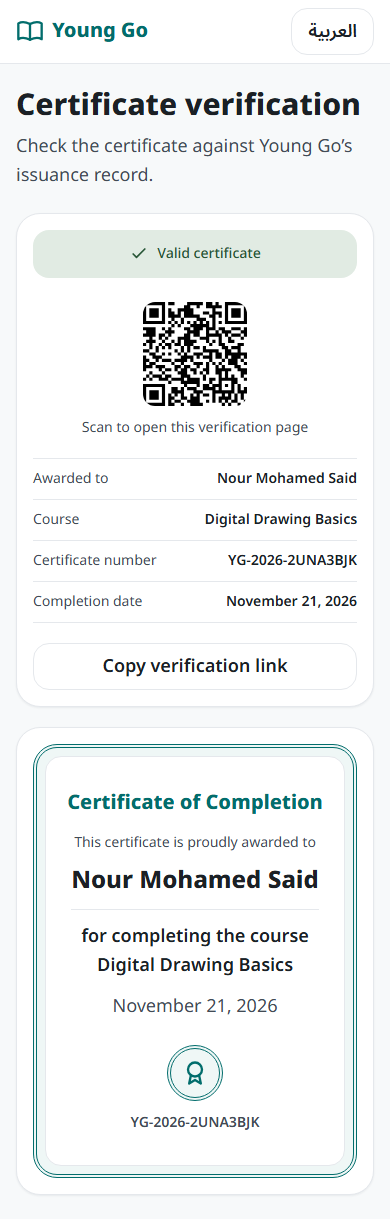 Young Go
العربية
Certificate verification
Check the certificate against Young Go’s
issuance record.
Valid certificate
Scan to open this verification page
Awarded to Nour Mohamed Said
Course Digital Drawing Basics
Certificate number YG-2026-2UNA3BJK
Completion date November 21, 2026
Copy verification link
Certificate of Completion
This certificate is proudly awarded to
Nour Mohamed Said
for completing the course
Digital Drawing Basics
November 21, 2026
YG-2026-2UNA3BJK